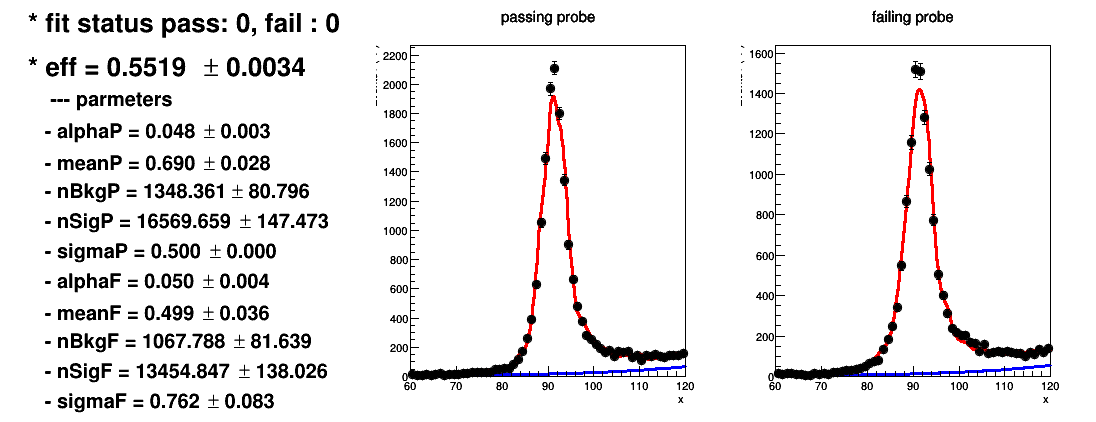 * fit status pass: 0, fail : 0
* eff = 0.5519 ± 0.0034
--- parmeters
- alphaP = 0.048 ± 0.003
- meanP = 0.690 ± 0.028
- nBkgP = 1348.361 ± 80.796
- nSigP = 16569.659 ± 147.473
- sigmaP = 0.500 ± 0.000
- alphaF = 0.050 ± 0.004
- meanF = 0.499 ± 0.036
- nBkgF = 1067.788 ± 81.639
- nSigF = 13454.847 ± 138.026
- sigmaF = 0.762 ± 0.083
passing probe
2200
2000
1800
1600
1400
1200
1000
800
600
400
200
0
60 70 80 90 100 110 120
x
failing probe
1600
1400
1200
1000
800
600
400
200
0
60 70 80 90 100 110 120
x